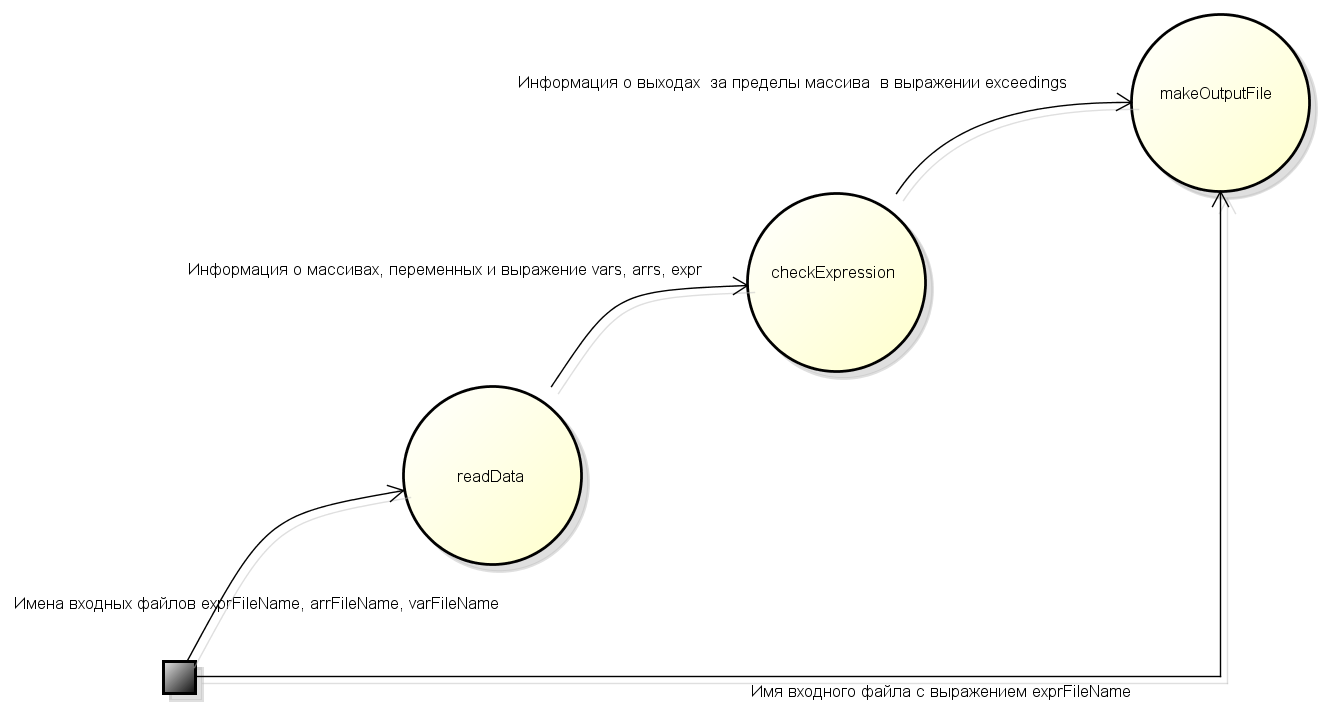 Информация о выходах за пределы массива в выражении exceedings
makeOutputFile
Информация о массивах, переменных и выражение vars, arrs, expr
checkExpression
readData
Имена входных файлов exprFileName, arrFileName, varFileName
Имя входного файла с выражением exprFileName